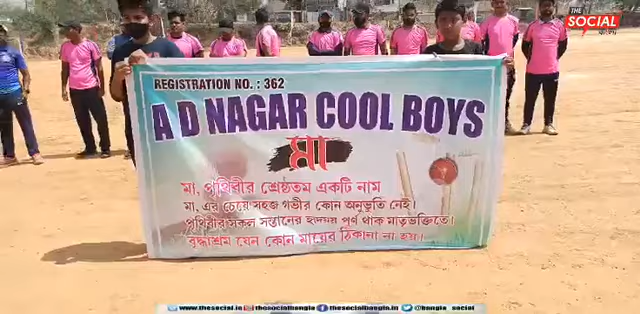 THE
SOCIAL
বাংলা
REGISTRATION NO. : 362
A D NAGAR COOL BOYS
মা
মা, পৃথিবীর শ্রেষ্ঠতম একটি নাম
মা, এর চেয়ে সহজ গভীর কোন অনুভূতি নেই।
পৃথিবীর সকল সন্তানের হৃদয় পূর্ণ থাক মাতৃভক্তিতে।
বৃদ্ধাশ্রম যেন কোন মায়ের ঠিকানা না হয়।
www.thesocial.in thesocialbangla thesocialbangla.in @bangla_social